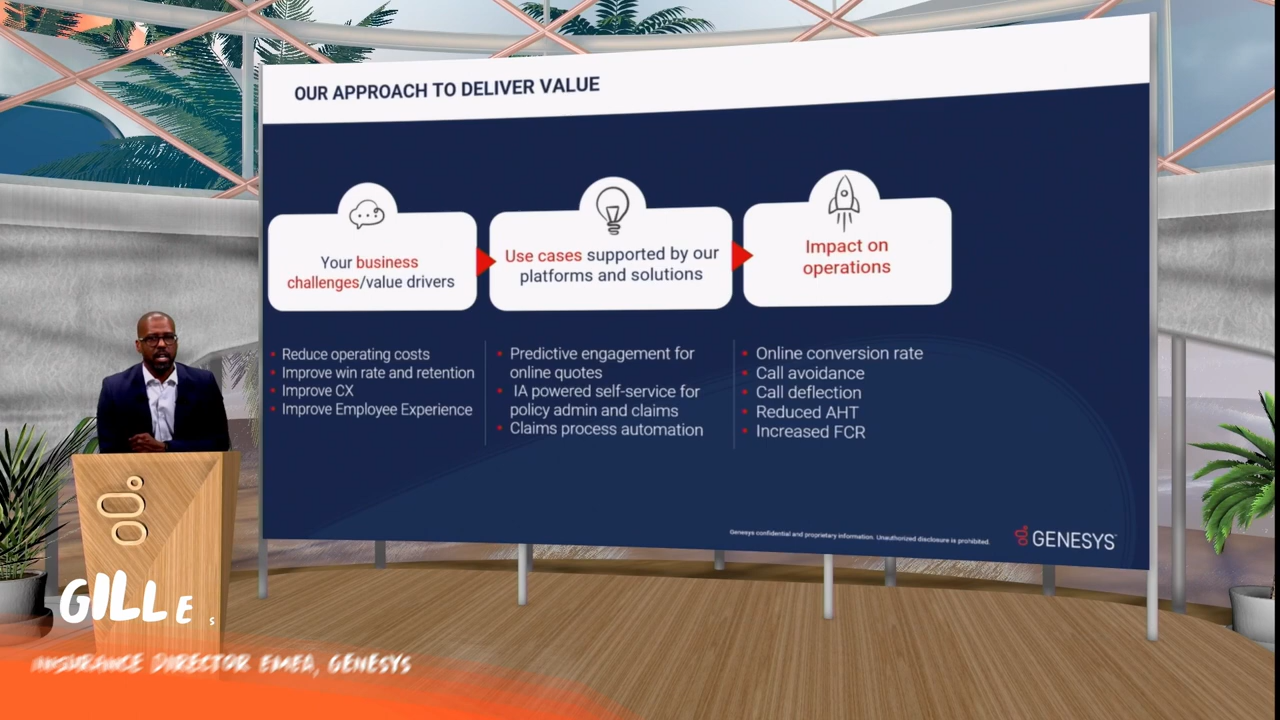 OUR APPROACH TO DELIVER VALUE
Your business
challenges/value drivers
Use cases supported by our
platforms and solutions
Impact on
operations
• Reduce operating costs
• Improve win rate and retention
• Improve CX
• Improve Employee Experience
• Predictive engagement for
online quotes
• IA powered self-service for
policy admin and claims
• Claims process automation
• Online conversion rate
• Call avoidance
• Call deflection
• Reduced AHT
• Increased FCR
Genesys confidential and proprietary information. Unauthorized disclosure is prohibited.
GENESYS
GILLES
INSURANCE DIRECTOR EMEA, GENESYS